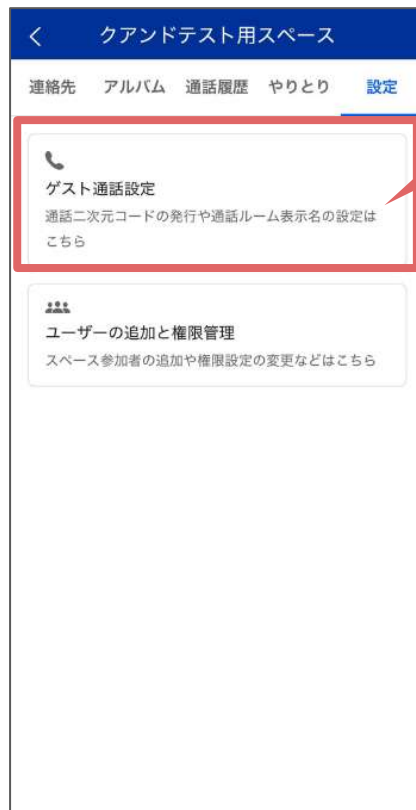 クアンドテスト用スペース
連絡先 アルバム 通話履歴 やりとり 設定
ゲスト通話設定
通話二次元コードの発行や通話ルーム表示名の設定は
こちら
ユーザーの追加と権限管理
スペース参加者の追加や権限設定の変更などはこちら